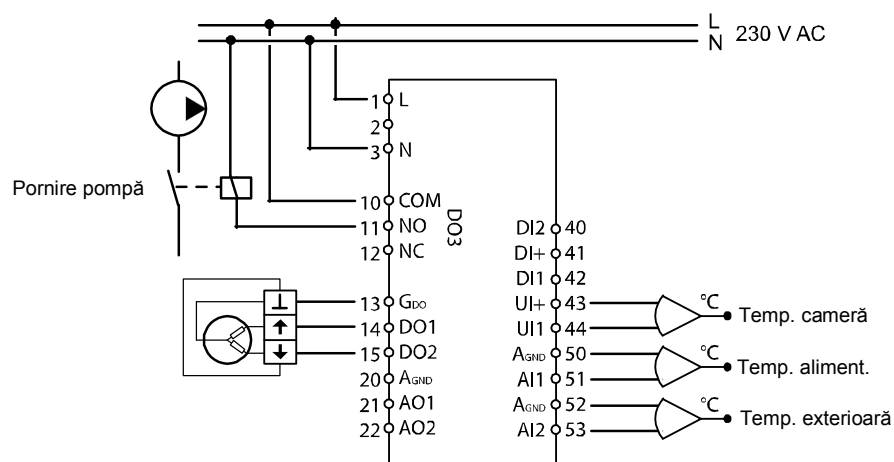 L
N
230 V AC
1 L
2
3 N
Pornire pompă
10 COM
11 NO
12 NC
DO3
13 GDO
14 DO1
15 DO2
20 AGND
21 AO1
22 AO2
DI2 40
DI+ 41
DI1 42
UI+ 43
UI1 44
AGND 50
AI1 51
AGND 52
AI2 53
°C
Temp. cameră
°C
Temp. aliment.
°C
Temp. exterioară